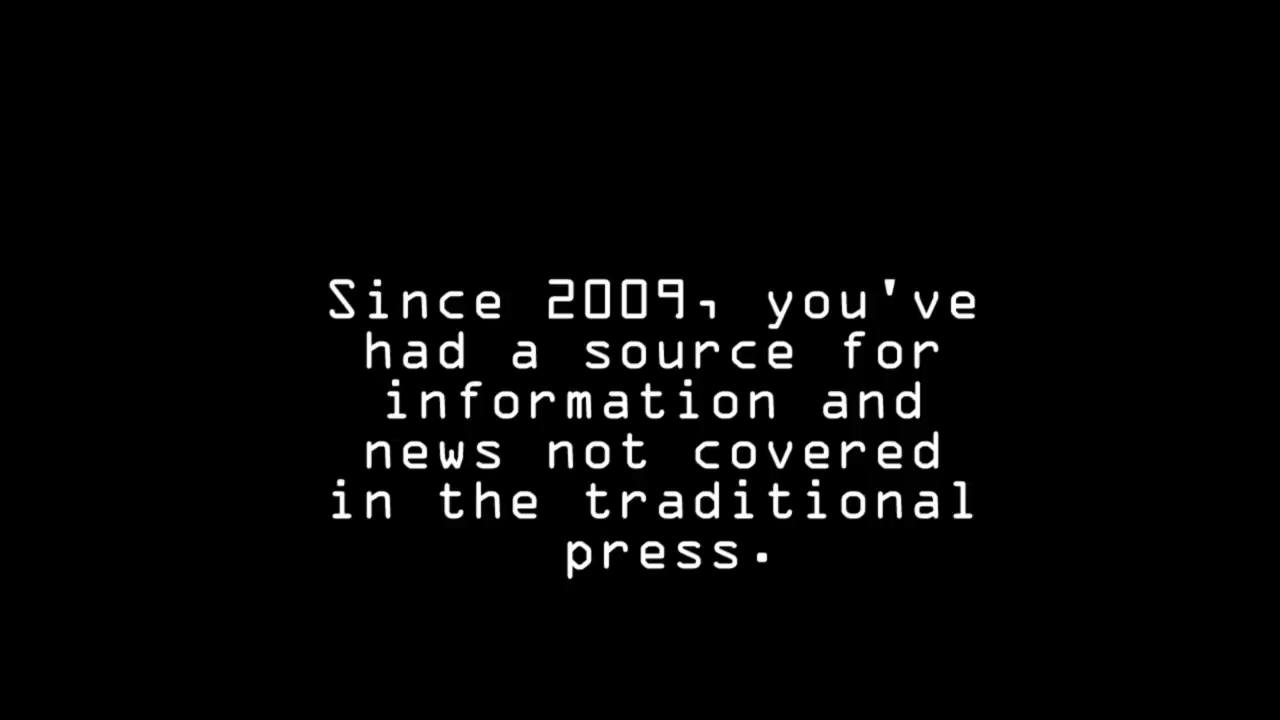 Since 2009, you've
had a source for
information and
news not covered
in the traditional
press.